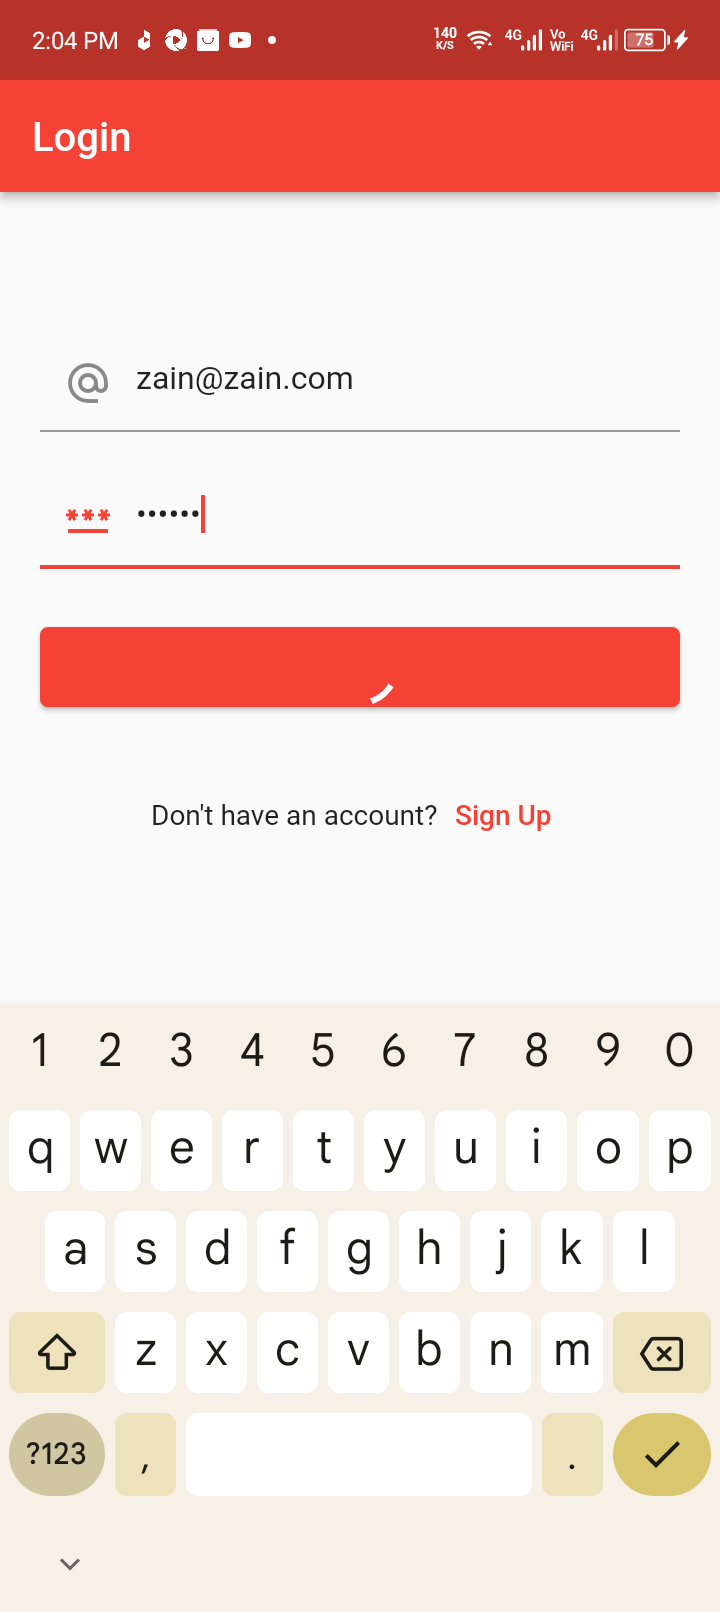 2:04 PM 140 K/S 4G Vo WiFi 4G 75
Login
zain@zain.com
***  ••••••
Don't have an account? Sign Up
1 2 3 4 5 6 7 8 9 0
q w e r t y u i o p
a s d f g h j k l
z x c v b n m
?123 , .